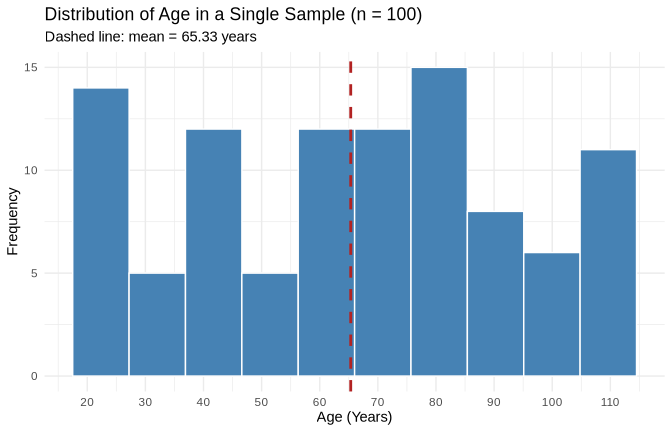 Distribution of Age in a Single Sample (n = 100)
Dashed line: mean = 65.33 years
15
10
5
0
Frequency
20 30 40 50 60 70 80 90 100 110
Age (Years)